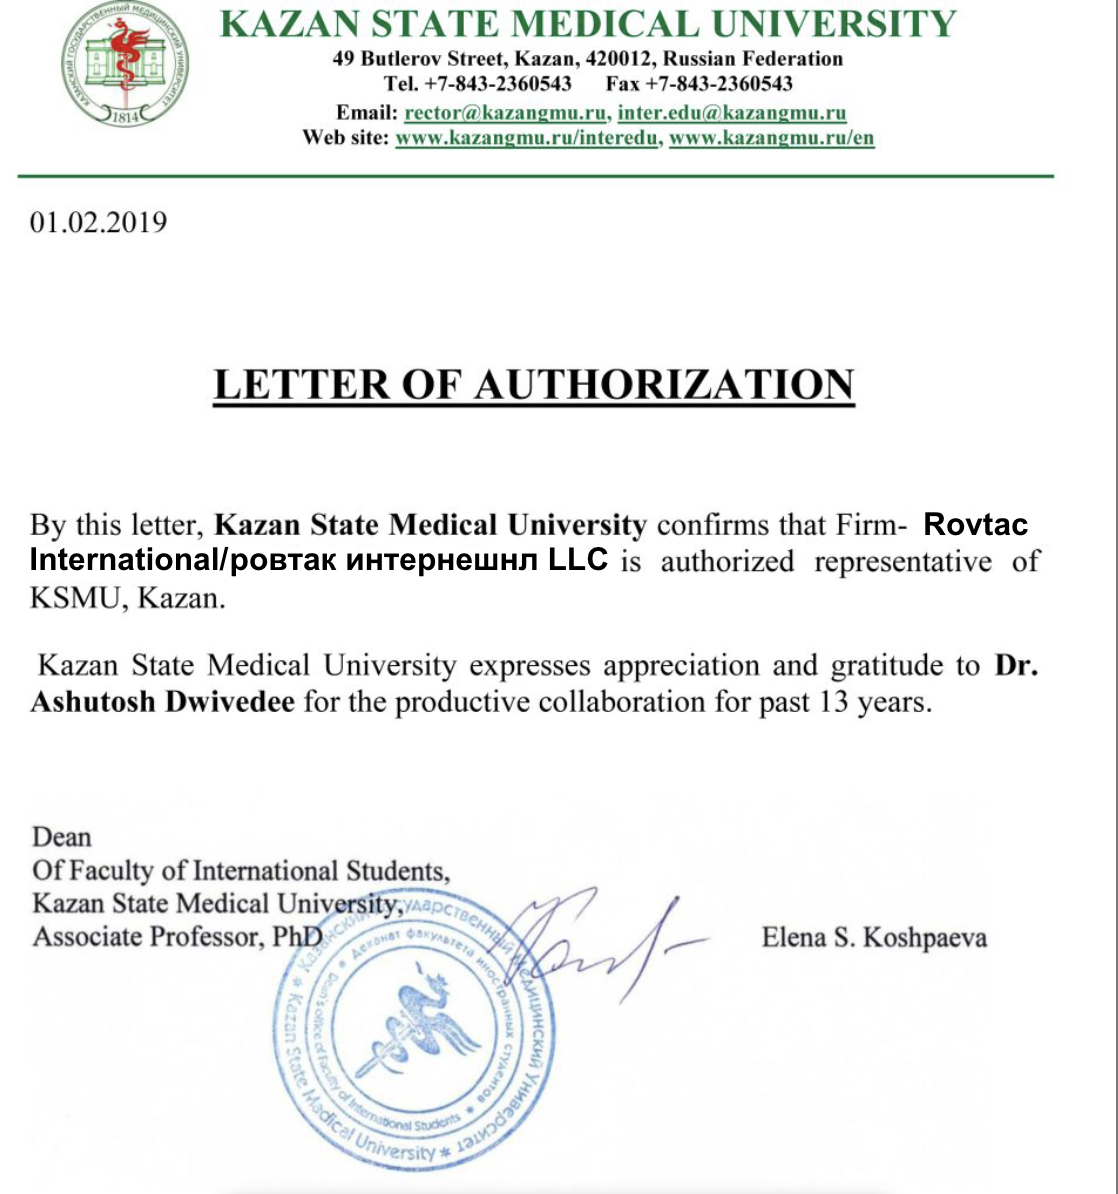 КАЗАНСКИЙ ГОСУДАРСТВЕННЫЙ МЕДИЦИНСКИЙ УНИВЕРСИТЕТ
1814
KAZAN STATE MEDICAL UNIVERSITY
49 Butlerov Street, Kazan, 420012, Russian Federation
Tel. +7-843-2360543 Fax +7-843-2360543
Email: rector@kazangmu.ru, inter.edu@kazangmu.ru
Web site: www.kazangmu.ru/interedu, www.kazangmu.ru/en
01.02.2019
LETTER OF AUTHORIZATION
By this letter, Kazan State Medical University confirms that Firm- Rovtac
International/ровтак интернешнл LLC is authorized representative of
KSMU, Kazan.
Kazan State Medical University expresses appreciation and gratitude to Dr.
Ashutosh Dwivedee for the productive collaboration for past 13 years.
Dean
Of Faculty of International Students,
Kazan State Medical University,
Associate Professor, PhD
Elena S. Koshpaeva
Казанский Государственный Медицинский Университет
Kazan State Madical University
Деканат факультета иностранных студентов
Dean's office of Faculty of International Students